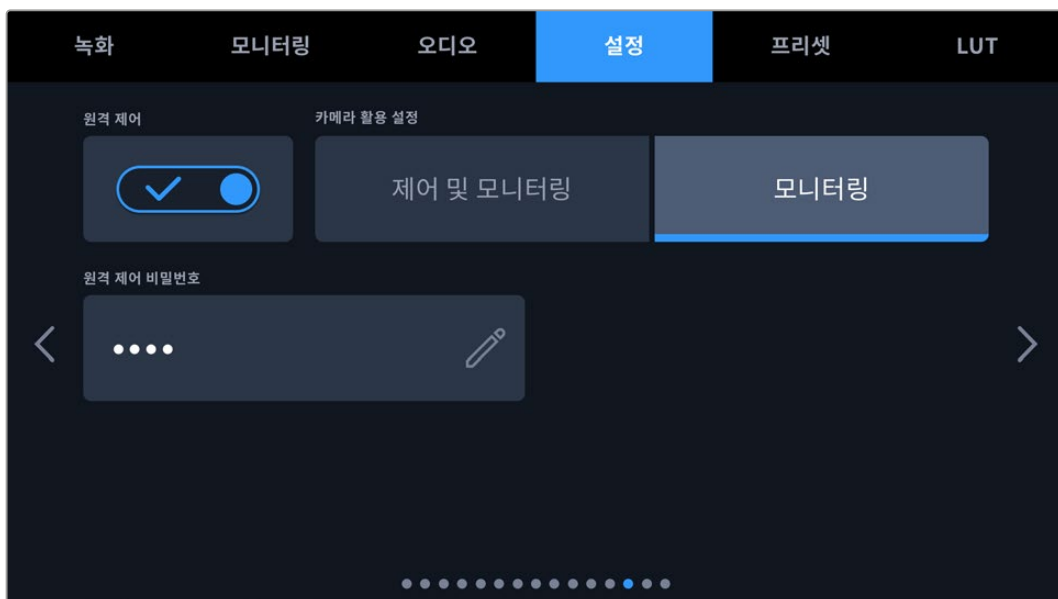 녹화 모니터링 오디오 설정 프리셋 LUT
원격 제어 카메라 활용 설정
제어 및 모니터링 모니터링
원격 제어 비밀번호
••••